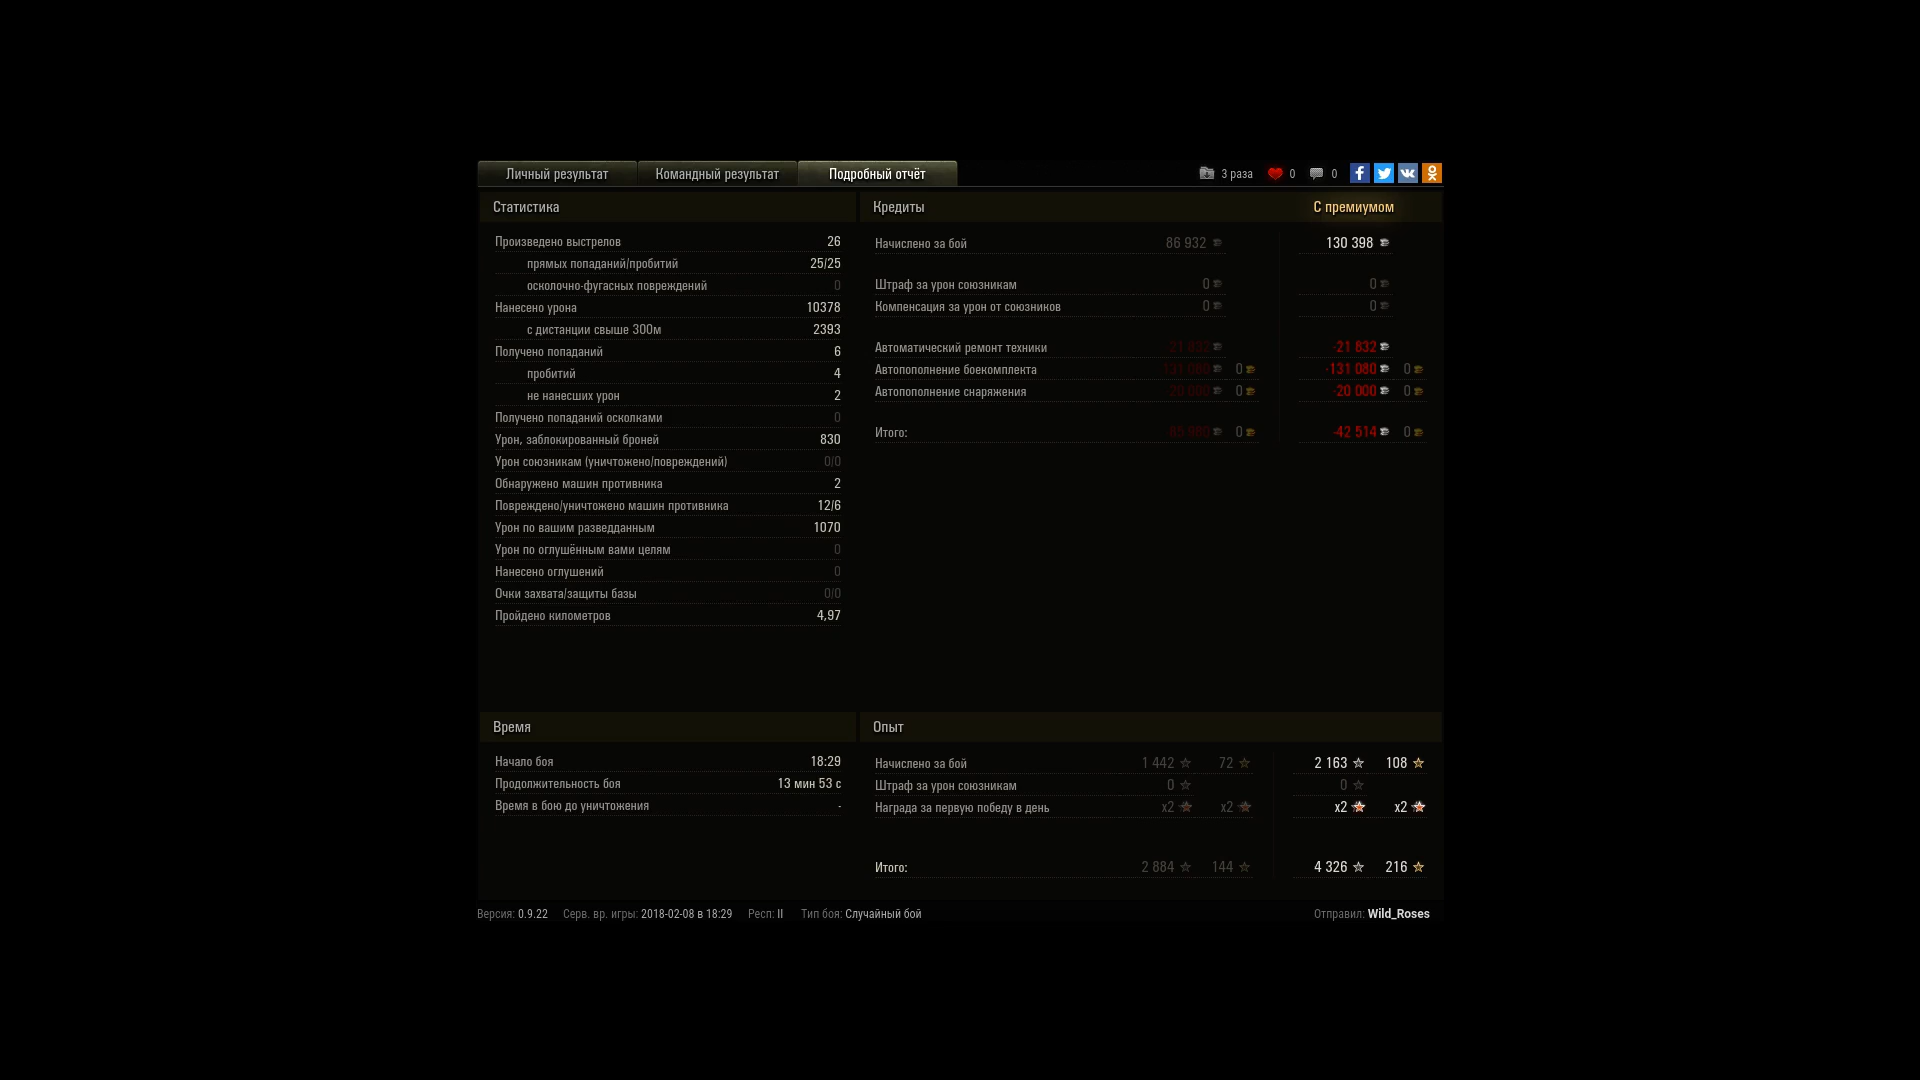 Личный результат Командный результат Подробный отчёт 3 раза 0 0
Статистика
Произведено выстрелов 26
прямых попаданий/пробитий 25/25
осколочно-фугасных повреждений 0
Нанесено урона 10378
с дистанции свыше 300м 2393
Получено попаданий 6
пробитий 4
не нанесших урон 2
Получено попаданий осколками 0
Урон, заблокированный броней 830
Урон союзникам (уничтожено/повреждений) 0/0
Обнаружено машин противника 2
Повреждено/уничтожено машин противника 12/6
Урон по вашим разведданным 1070
Урон по оглушённым вами целям 0
Нанесено оглушений 0
Очки захвата/защиты базы 0/0
Пройдено километров 4,97
Кредиты С премиумом
Начислено за бой 86 932 130 398
Штраф за урон союзникам 0 0
Компенсация за урон от союзников 0 0
Автоматический ремонт техники -21 832 -21 832
Автопополнение боекомплекта -131 080 0 -131 080 0
Автопополнение снаряжения -20 000 0 -20 000 0
Итого: -85 980 0 -42 514 0
Время
Начало боя 18:29
Продолжительность боя 13 мин 53 с
Время в бою до уничтожения -
Опыт
Начислено за бой 1 442 72 2 163 108
Штраф за урон союзникам 0 0
Награда за первую победу в день x2 x2 x2 x2
Итого: 2 884 144 4 326 216
Версия: 0.9.22 Серв. вр. игры: 2018-02-08 в 18:29 Респ: II Тип боя: Случайный бой Отправил: Wild_Roses